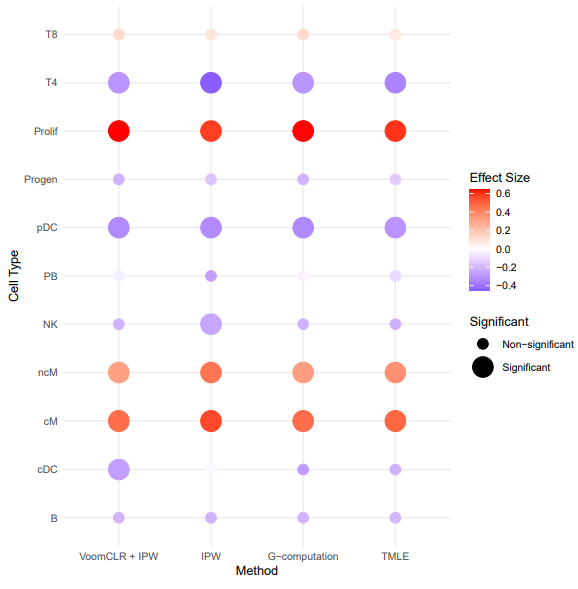 Cell Type
T8
T4
Prolif
Progen
pDC
PB
NK
ncM
cM
cDC
B
VoomCLR + IPW IPW G−computation TMLE
Method
Effect Size
0.6
0.4
0.2
0.0
−0.2
−0.4
Significant
Non−significant
Significant